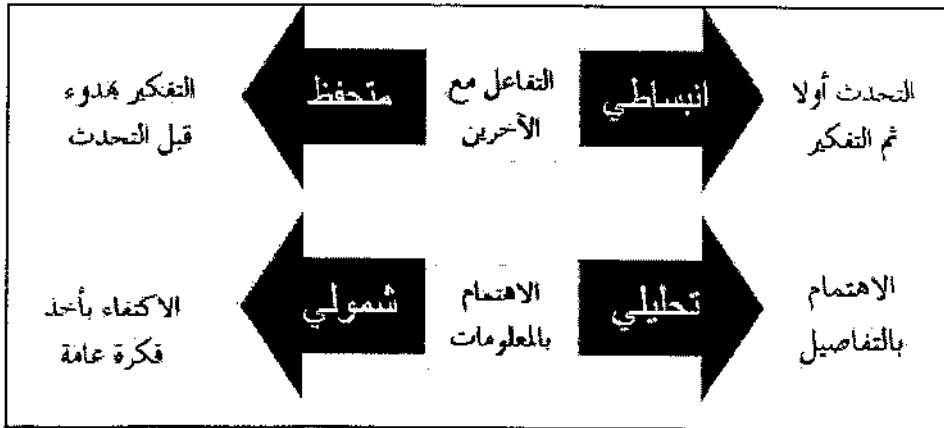 التحدث أولا
ثم التفكير
انبساطي
التفاعل مع
الآخرين
متحفظ
التفكير بهدوء
قبل التحدث
الاهتمام
بالتفاصيل
تحليلي
الاهتمام
بالمعلومات
شمولي
الاكتفاء بأخذ
فكرة عامة